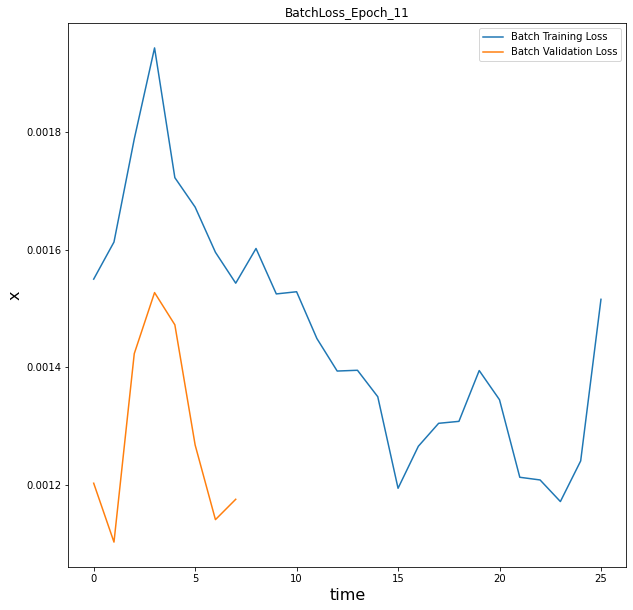 BatchLoss_Epoch_11
Batch Training Loss
Batch Validation Loss
0.0018
0.0016
0.0014
0.0012
x
0 5 10 15 20 25
time